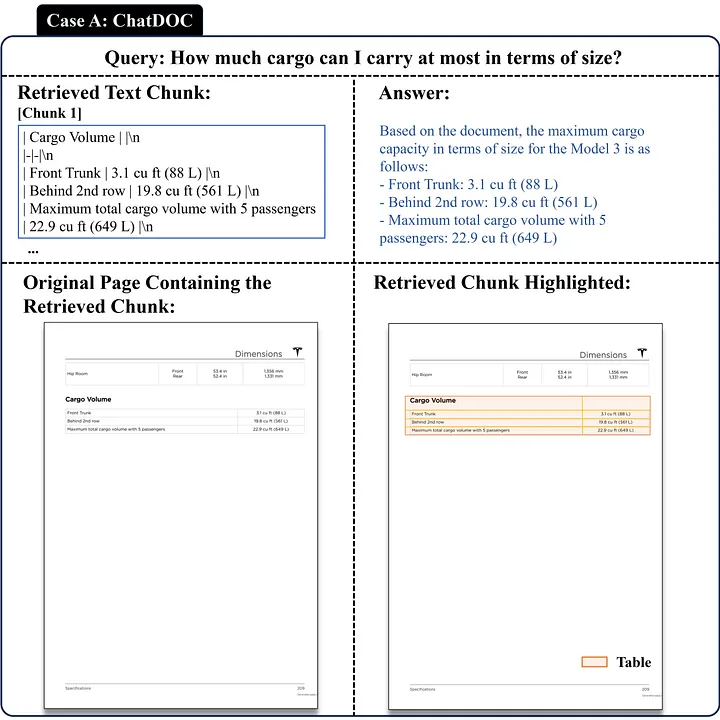 Case A: ChatDOC
Query: How much cargo can I carry at most in terms of size?
Retrieved Text Chunk:
[Chunk 1]
| Cargo Volume | |\n
|-|-|\n
| Front Trunk | 3.1 cu ft (88 L) |\n
| Behind 2nd row | 19.8 cu ft (561 L) |\n
| Maximum total cargo volume with 5 passengers
| 22.9 cu ft (649 L) |\n
...
Answer:
Based on the document, the maximum cargo
capacity in terms of size for the Model 3 is as
follows:
- Front Trunk: 3.1 cu ft (88 L)
- Behind 2nd row: 19.8 cu ft (561 L)
- Maximum total cargo volume with 5
passengers: 22.9 cu ft (649 L)
Original Page Containing the
Retrieved Chunk:
Dimensions
Hip Room Front 53.4 in 1,356 mm
Rear 52.4 in 1,331 mm
Cargo Volume
Front Trunk 3.1 cu ft (88 L)
Behind 2nd row 19.8 cu ft (561 L)
Maximum total cargo volume with 5 passengers 22.9 cu ft (649 L)
Specifications 209
Retrieved Chunk Highlighted:
Dimensions
Hip Room Front 53.4 in 1,356 mm
Rear 52.4 in 1,331 mm
Cargo Volume
Front Trunk 3.1 cu ft (88 L)
Behind 2nd row 19.8 cu ft (561 L)
Maximum total cargo volume with 5 passengers 22.9 cu ft (649 L)
Table
Specifications 209